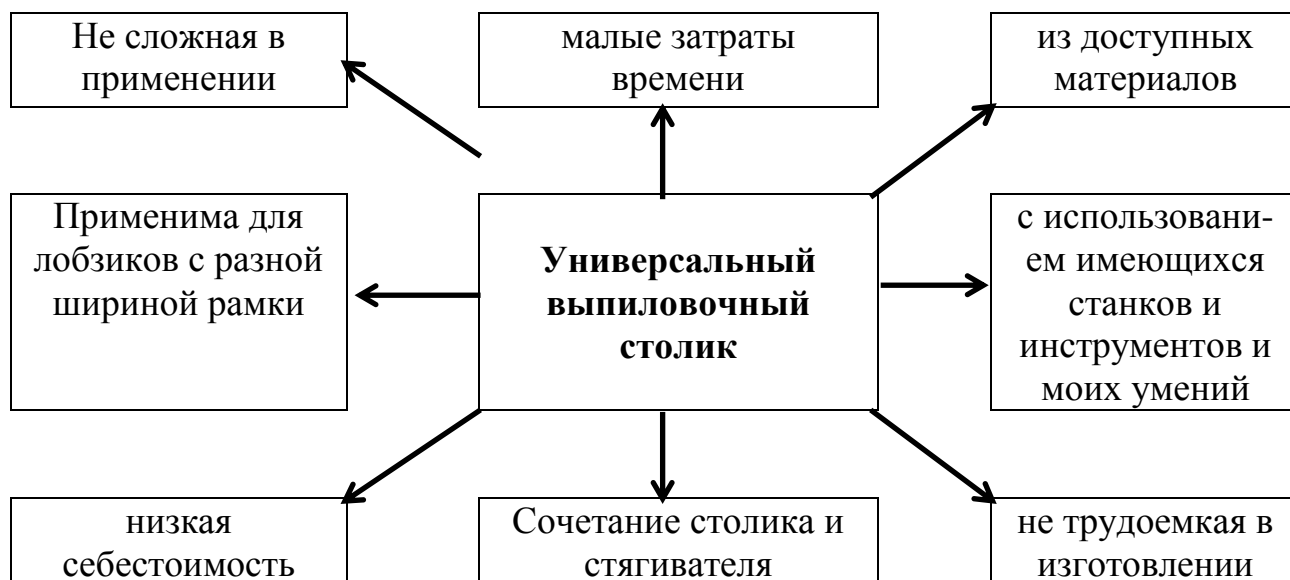 Не сложная в
применении
малые затраты
времени
из доступных
материалов
Применима для
лобзиков с разной
шириной рамки
Универсальный
выпиловочный
столик
с использовани-
ем имеющихся
станков и
инструментов и
моих умений
низкая
себестоимость
Сочетание столика и
стягивателя
не трудоемкая в
изготовлении